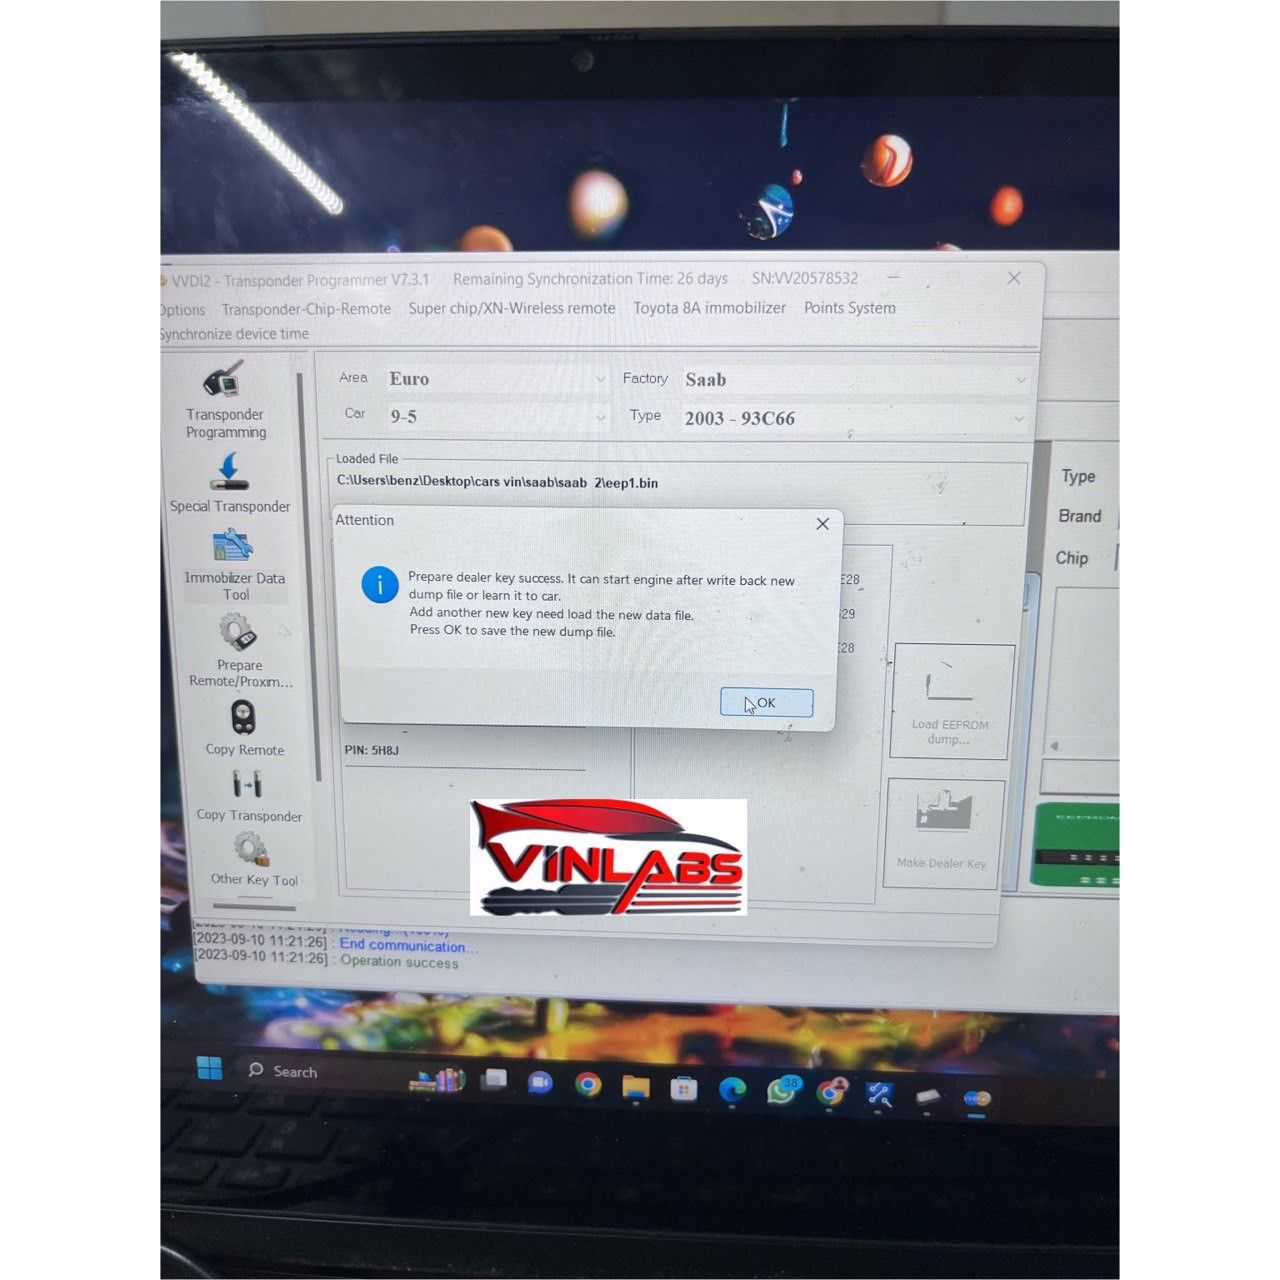 VVDI2 - Transponder Programmer V7.3.1 Remaining Synchronization Time: 26 days SN:VV20578532
Options Transponder-Chip-Remote Super chip/XN-Wireless remote Toyota 8A immobilizer Points System
Synchronize device time
Area Euro Factory Saab
Car 9-5 Type 2003 - 93C66
Transponder
Programming
Special Transponder
Immobilizer Data
Tool
Prepare
Remote/Proxim...
Copy Remote
Copy Transponder
Other Key Tool
Loaded File
C:\Users\benz\Desktop\cars vin\saab\saab 2\eep1.bin
Attention
Prepare dealer key success. It can start engine after write back new
dump file or learn it to car.
Add another new key need load the new data file.
Press OK to save the new dump file.
OK
E28
29
28
PIN: 5H8J
Load EEPROM
dump...
Make Dealer Key
Type
Brand
Chip
VINLABS
[2023-09-10 11:21:26] : End communication...
[2023-09-10 11:21:26] : Operation success
Search
38